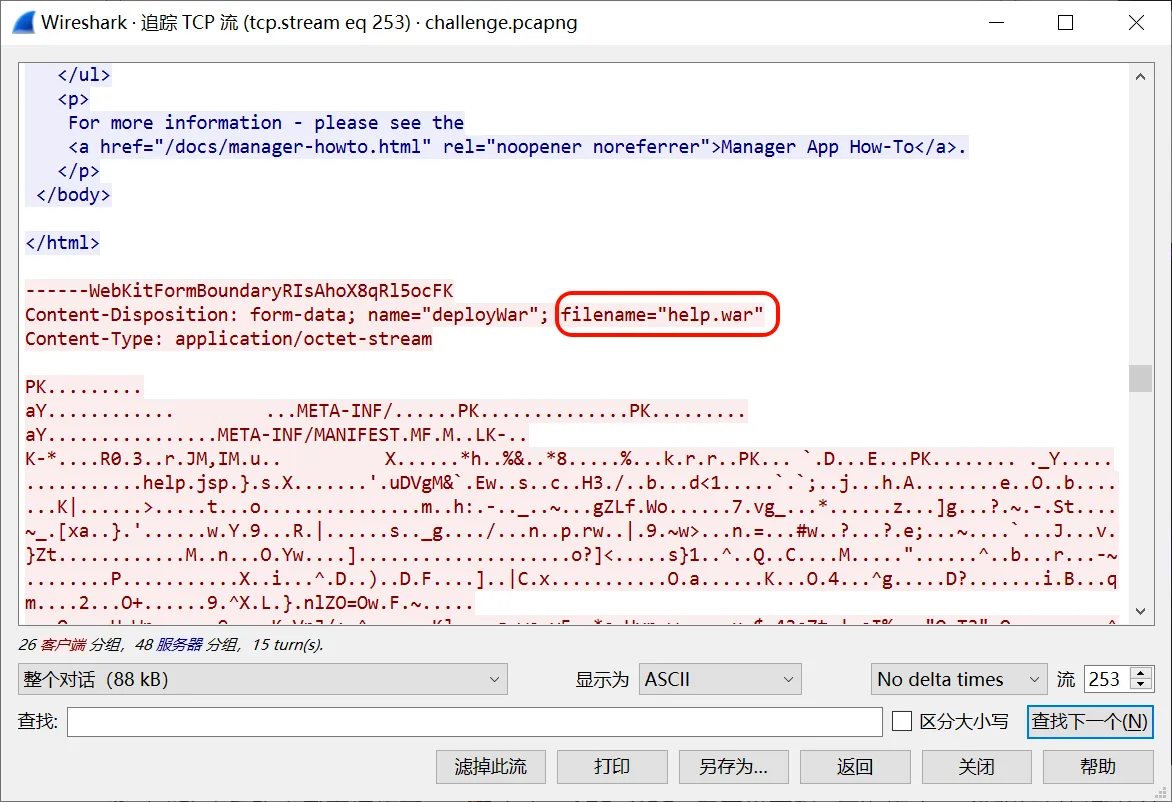 Wireshark · 追踪 TCP 流 (tcp.stream eq 253) · challenge.pcapng
</ul>
<p>
For more information - please see the
<a href="/docs/manager-howto.html" rel="noopener noreferrer">Manager App How-To</a>.
</p>
</body>
</html>
------WebKitFormBoundaryRIsAhoX8qRl5ocFK
Content-Disposition: form-data; name="deployWar"; filename="help.war"
Content-Type: application/octet-stream
PK.........
aY............ ...META-INF/......PK..............PK.........
aY................META-INF/MANIFEST.MF.M..LK-..
K-*....R0.3..r.JM,IM.u.. X......*h..%&..*8.....%...k.r.r..PK... `.D...E...PK........ ._Y.....
..............help.jsp.}.s.X.......'.uDVgM&`.Ew..s..c..H3./..b...d<1.....`.`;..j...h.A........e..O..b....
...K|......>.....t...o...............m..h:.-.._..~...gZLf.Wo......7.vg_...*......z...]g...?.~.-.St....
~_.[xa..}.'......w.Y.9...R.|......s.._g..../...n..p.rw..|.9.~w>...n.=...#w..?...?.e;...~....`...J...v.
}Zt............M..n...O.Yw....]....................o?]<.....s}1..^..Q..C....M....."......^..b...r...-~
........P...........X..i...^.D..)..D.F....]..|C.x...........O.a......K...O.4...^g.....D?.......i.B...q
m....2...O+......9.^X.L.}.nlZO=Ow.F.~.....
26 客户端 分组, 48 服务器 分组, 15 turn(s).
整个对话 (88 kB) 显示为 ASCII No delta times 流 253
查找: 区分大小写 查找下一个(N)
滤掉此流 打印 另存为... 返回 关闭 帮助